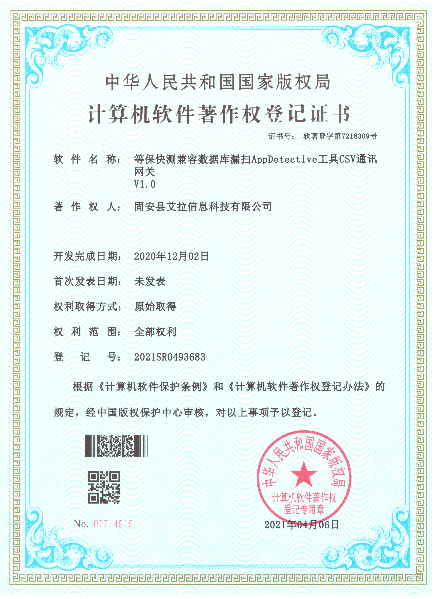 中华人民共和国国家版权局
计算机软件著作权登记证书
证书号： 软著登字第7216309号
软 件 名 称： 等保快测兼容数据库漏扫AppDetective工具CSV通讯
网关
V1.0
著 作 权 人： 固安县艾拉信息科技有限公司
开发完成日期： 2020年12月02日
首次发表日期： 未发表
权利取得方式： 原始取得
权 利 范 围： 全部权利
登 记 号： 2021SR0493683
根据《计算机软件保护条例》和《计算机软件著作权登记办法》的
规定，经中国版权保护中心审核，对以上事项予以登记。
中华人民共和国国家版权局
计算机软件著作权
登记专用章
No.
2021年04月06日